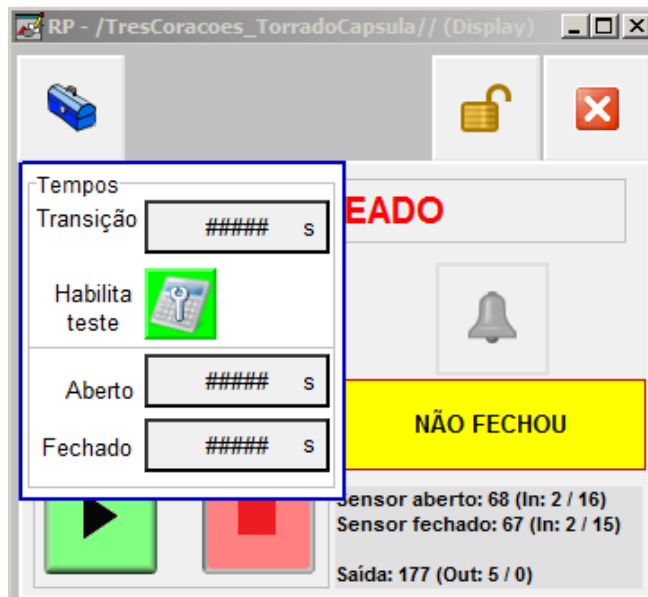 RP - /TresCoracoes_TorradoCapsula// (Display)
Tempos
Transição ##### s
EADO
Habilita
teste
Aberto ##### s
NÃO FECHOU
Fechado ##### s
Sensor aberto: 68 (In: 2 / 16)
Sensor fechado: 67 (In: 2 / 15)
Saída: 177 (Out: 5 / 0)